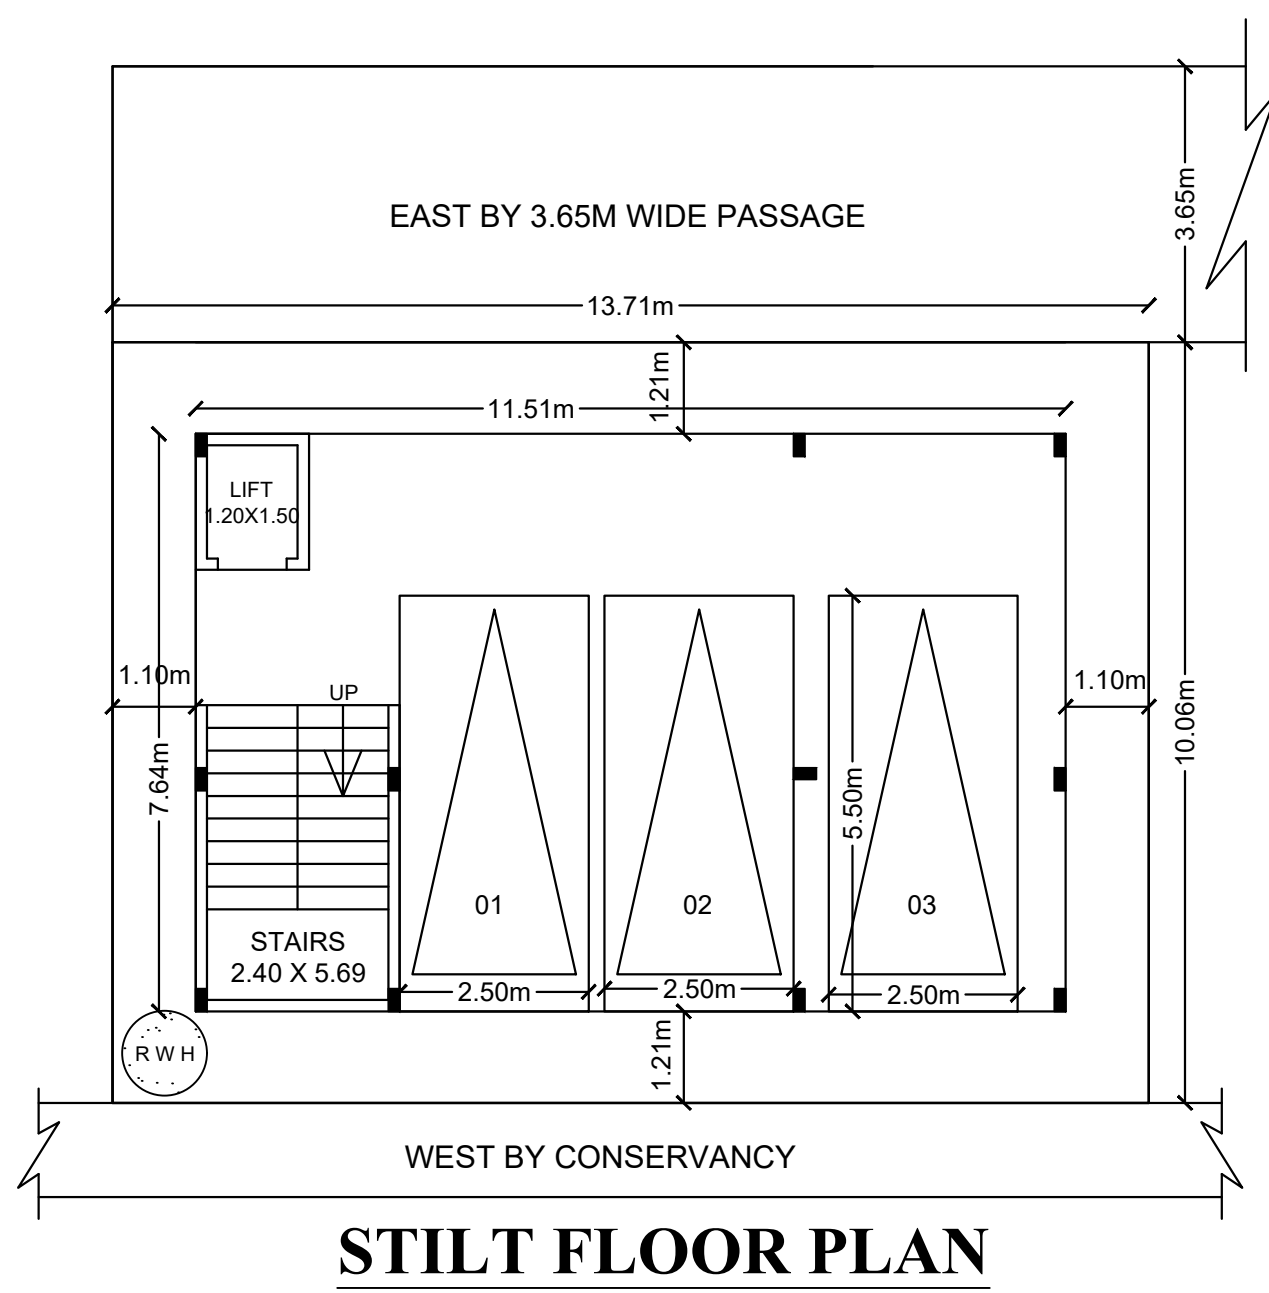 3.65m
EAST BY 3.65M WIDE PASSAGE
13.71m
1.21m
11.51m
LIFT
1.20X1.50
1.10m
UP
1.10m
10.06m
7.64m
5.50m
01
02
03
STAIRS
2.40 X 5.69
2.50m
2.50m
2.50m
R W H
1.21m
WEST BY CONSERVANCY
STILT FLOOR PLAN